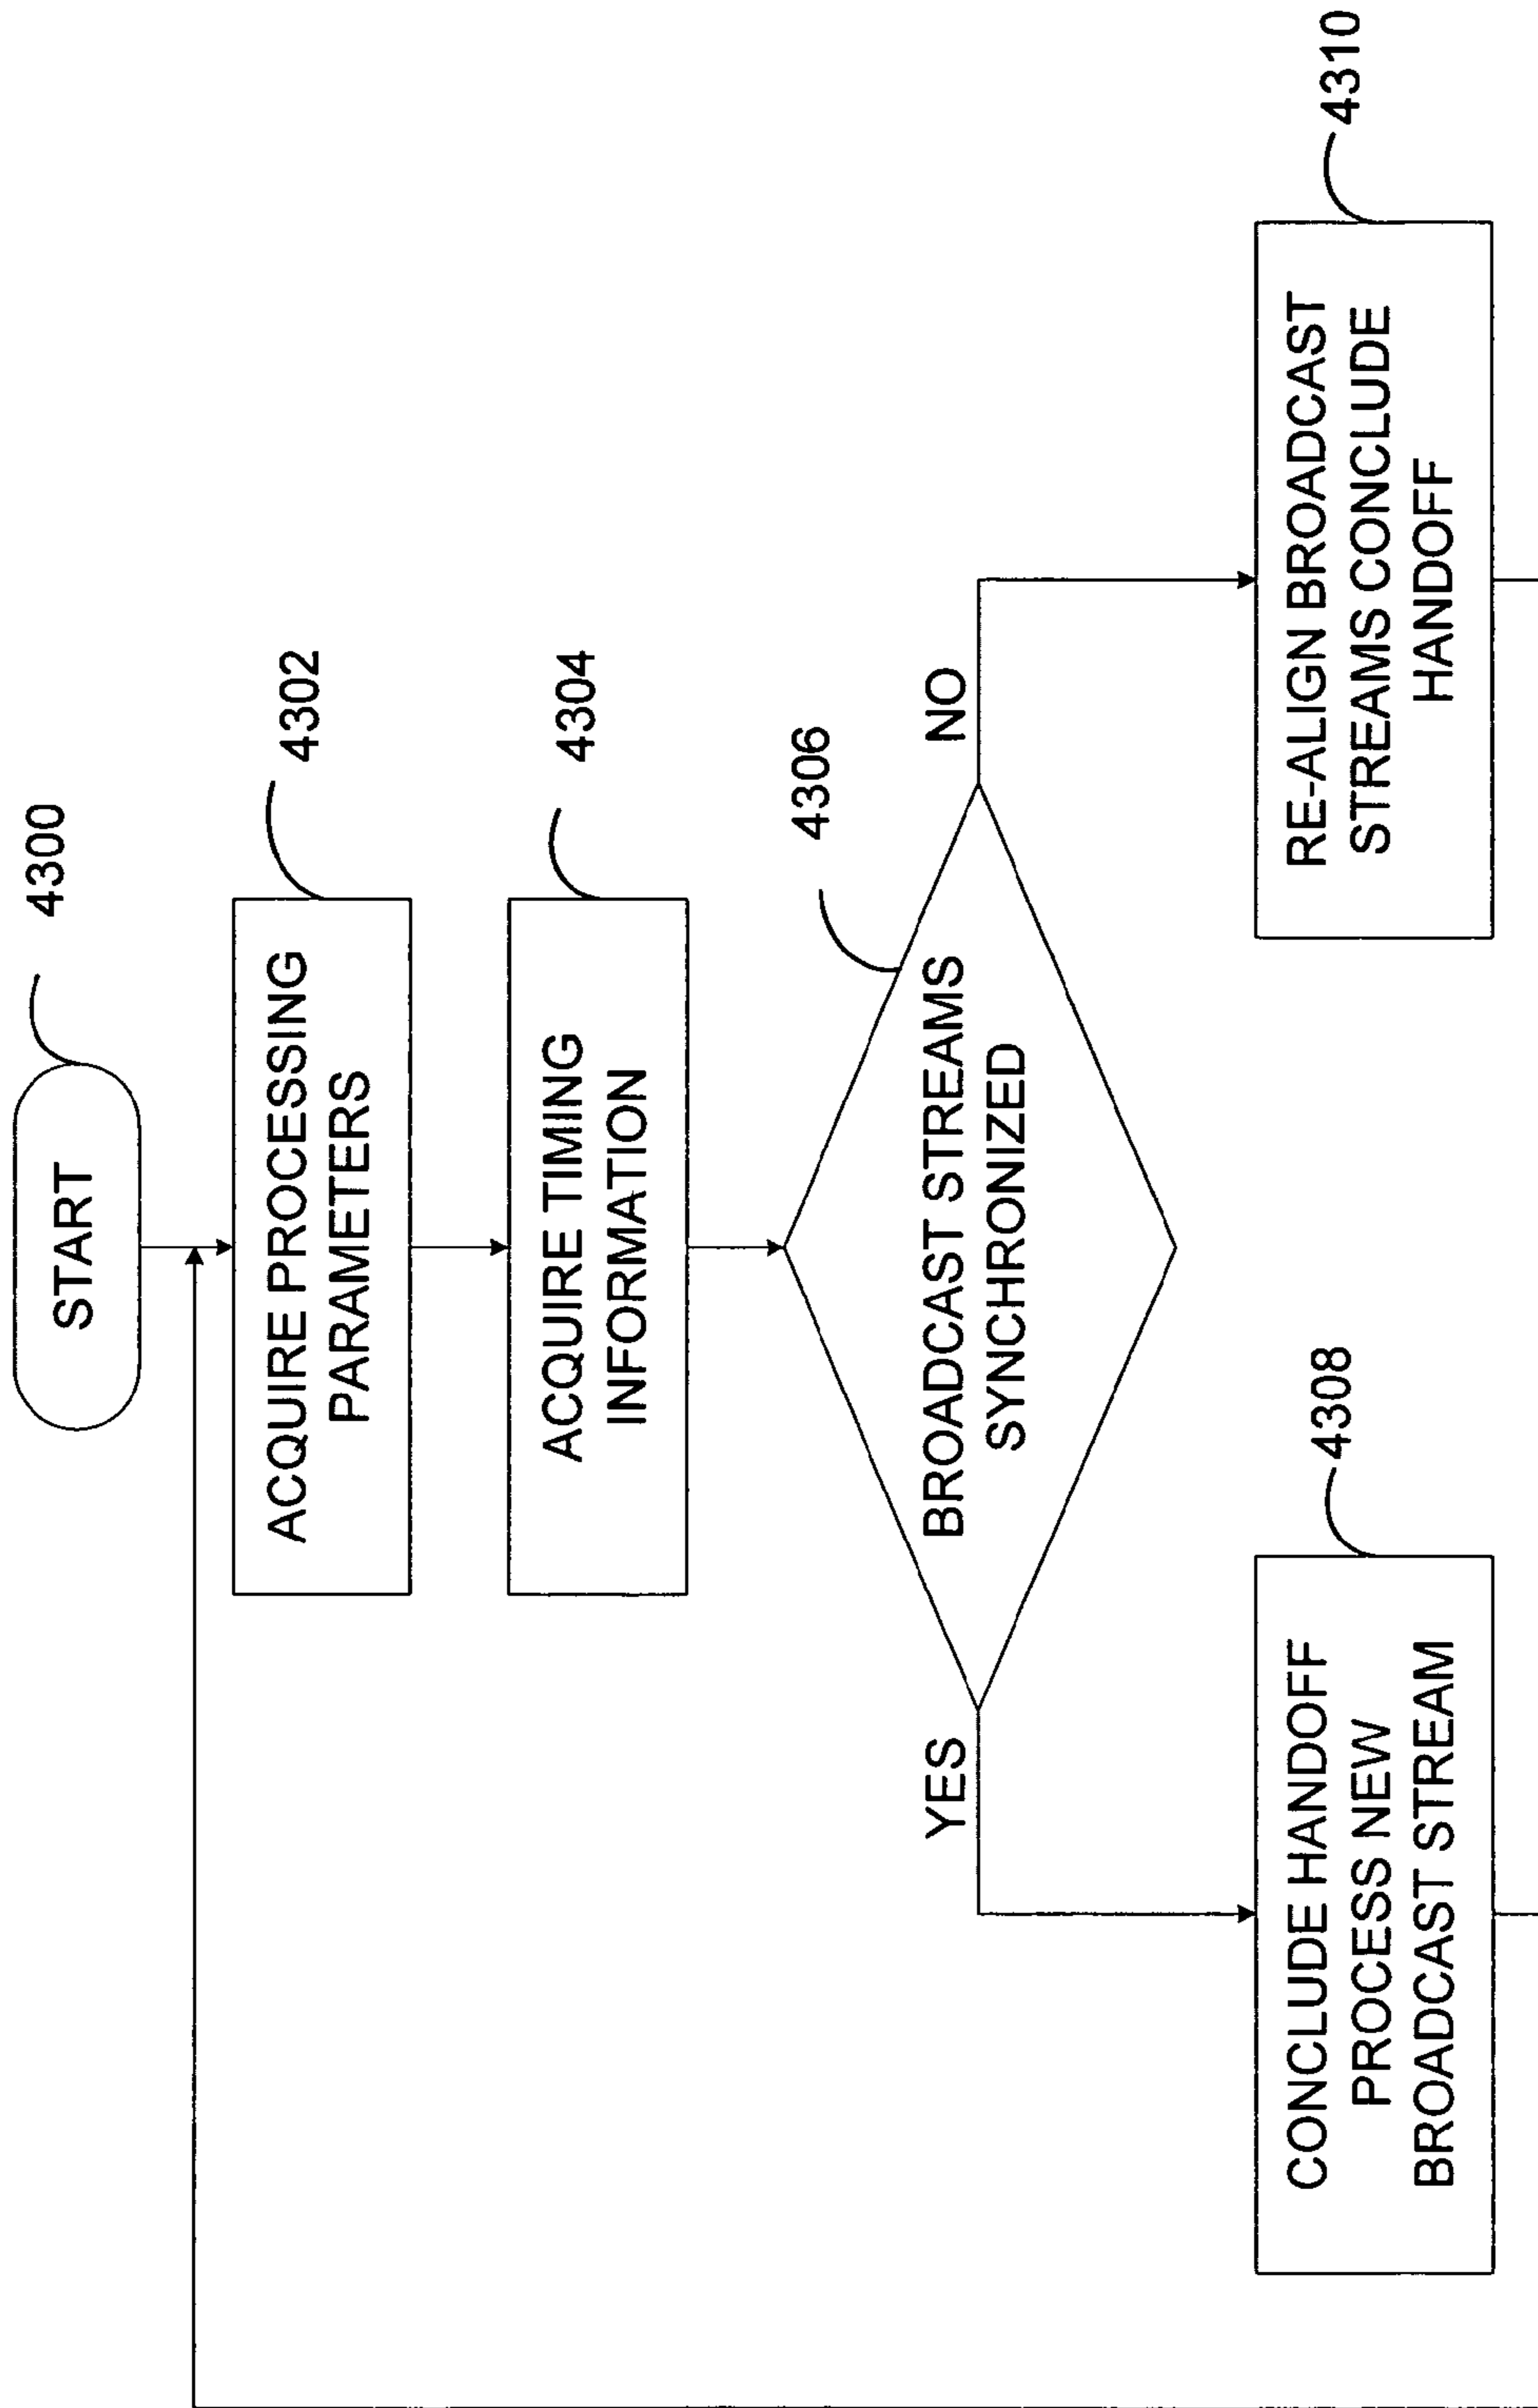 4300
START
4302
ACQUIRE PROCESSING
PARAMETERS
4304
ACQUIRE TIMING
INFORMATION
4306
BROADCAST STREAMS
SYNCHRONIZED
YES
NO
4308
CONCLUDE HANDOFF
PROCESS NEW
BROADCAST STREAM
4310
RE-ALIGN BROADCAST
STREAMS CONCLUDE
HANDOFF